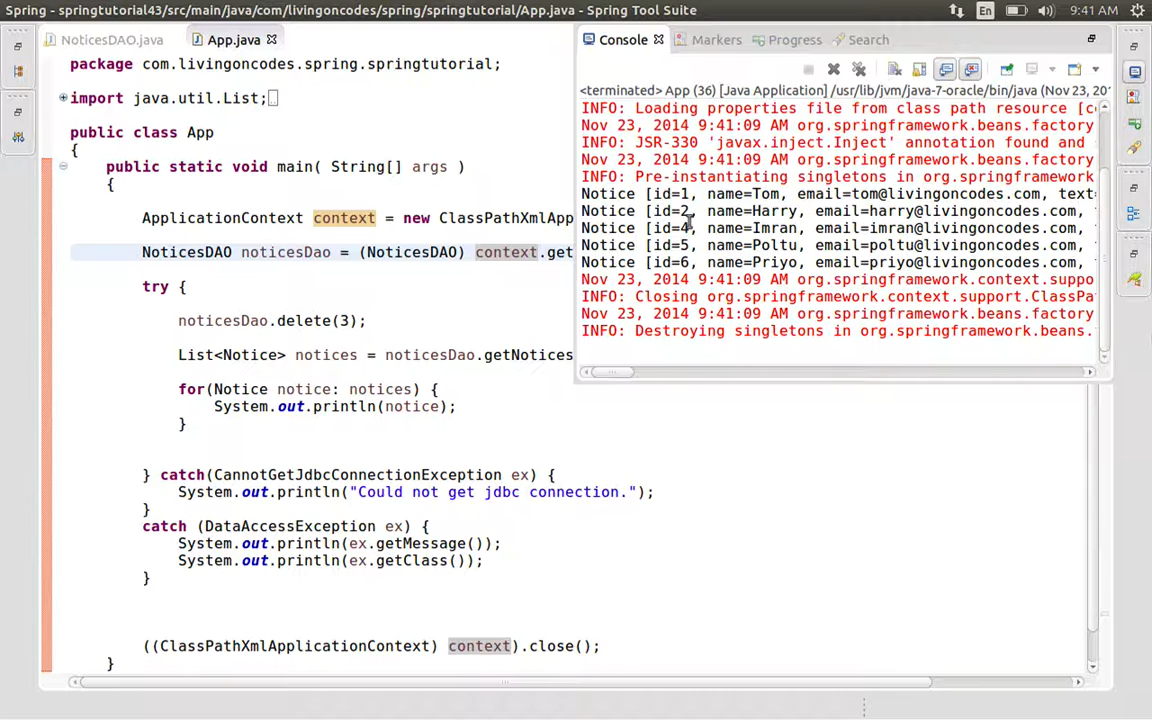 Spring - springtutorial43/src/main/java/com/livingoncodes/spring/springtutorial/App.java - Spring Tool Suite
En
9:41 AM
NoticesDAO.java
App.java
package com.livingoncodes.spring.springtutorial;
import java.util.List;
public class App
{
public static void main( String[] args )
{
ApplicationContext context = new ClassPathXmlApp
NoticesDAO noticesDao = (NoticesDAO) context.get
try {
noticesDao.delete(3);
List<Notice> notices = noticesDao.getNotices
for(Notice notice: notices) {
System.out.println(notice);
}
} catch(CannotGetJdbcConnectionException ex) {
System.out.println("Could not get jdbc connection.");
}
catch (DataAccessException ex) {
System.out.println(ex.getMessage());
System.out.println(ex.getClass());
}
((ClassPathXmlApplicationContext) context).close();
}
Console
Markers
Progress
Search
<terminated> App (36) [Java Application] /usr/lib/jvm/java-7-oracle/bin/java (Nov 23, 201
INFO: Loading properties file from class path resource [c
Nov 23, 2014 9:41:09 AM org.springframework.beans.factory
INFO: JSR-330 'javax.inject.Inject' annotation found and
Nov 23, 2014 9:41:09 AM org.springframework.beans.factory
INFO: Pre-instantiating singletons in org.springframework
Notice [id=1, name=Tom, email=tom@livingoncodes.com, text
Notice [id=2, name=Harry, email=harry@livingoncodes.com,
Notice [id=4, name=Imran, email=imran@livingoncodes.com,
Notice [id=5, name=Poltu, email=poltu@livingoncodes.com,
Notice [id=6, name=Priyo, email=priyo@livingoncodes.com,
Nov 23, 2014 9:41:09 AM org.springframework.context.suppo
INFO: Closing org.springframework.context.support.ClassPa
Nov 23, 2014 9:41:09 AM org.springframework.beans.factory
INFO: Destroying singletons in org.springframework.beans.